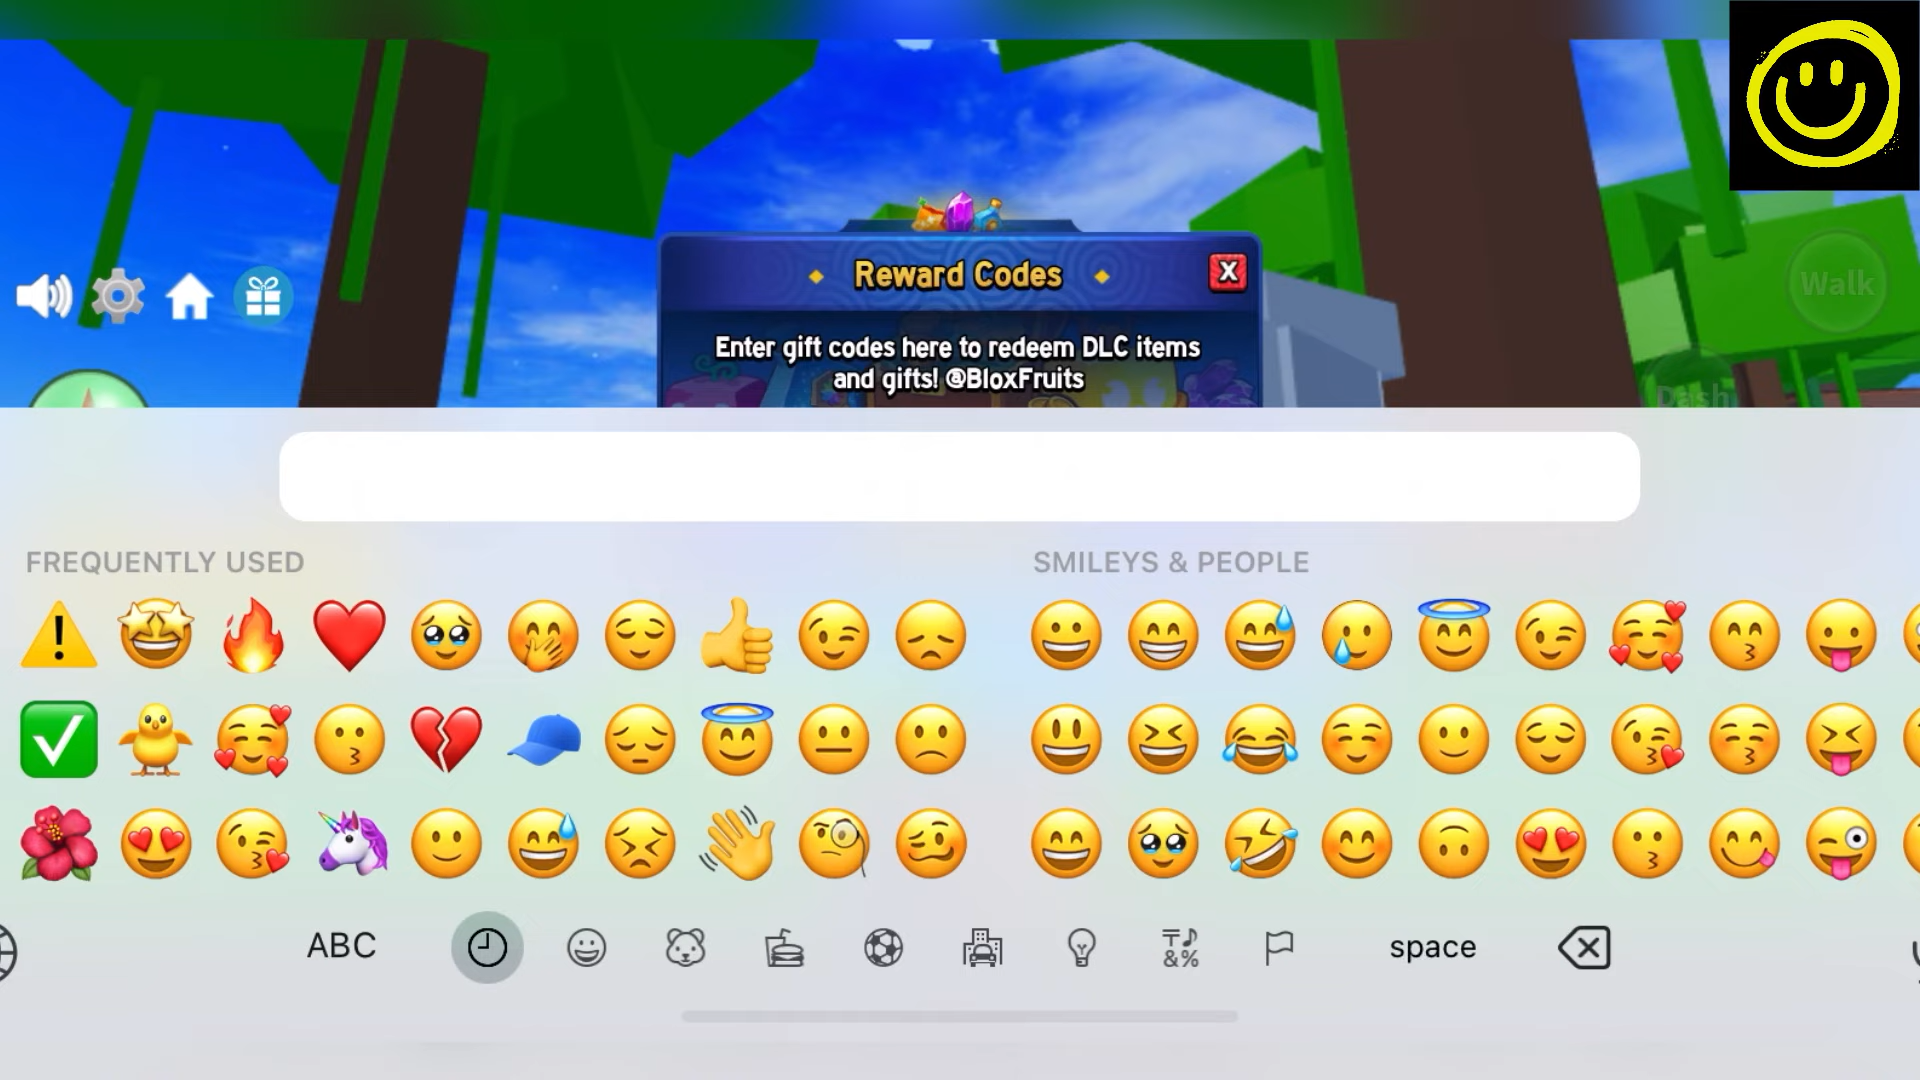 Reward Codes
X
Enter gift codes here to redeem DLC items
and gifts! @BloxFruits
Walk
Dash
FREQUENTLY USED
SMILEYS & PEOPLE
ABC
&%
space